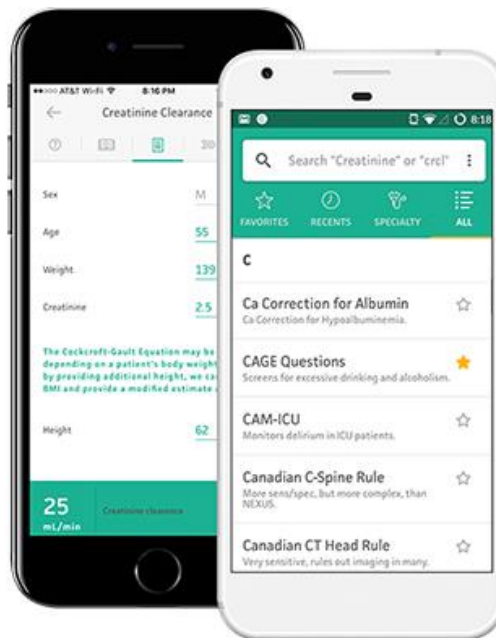 AT&T Wi-Fi 8:16 PM
Creatinine Clearance
Sex M
Age 55
Weight 139
Creatinine 2.5
The Cockcroft-Gault Equation may be
depending on a patient's body weight
by providing additional height, we
BMI and provide a modified estimate
Height 62
25
mL/min
Creatinine clearance
8:18
Search "Creatinine" or "crcl"
FAVORITES RECENTS SPECIALTY ALL
C
Ca Correction for Albumin
Ca Correction for Hypoalbuminemia.
CAGE Questions
Screens for excessive drinking and alcoholism.
CAM-ICU
Monitors delirium in ICU patients.
Canadian C-Spine Rule
More sens/spec, but more complex, than
NEXUS.
Canadian CT Head Rule
Very sensitive, rules out imaging in many.